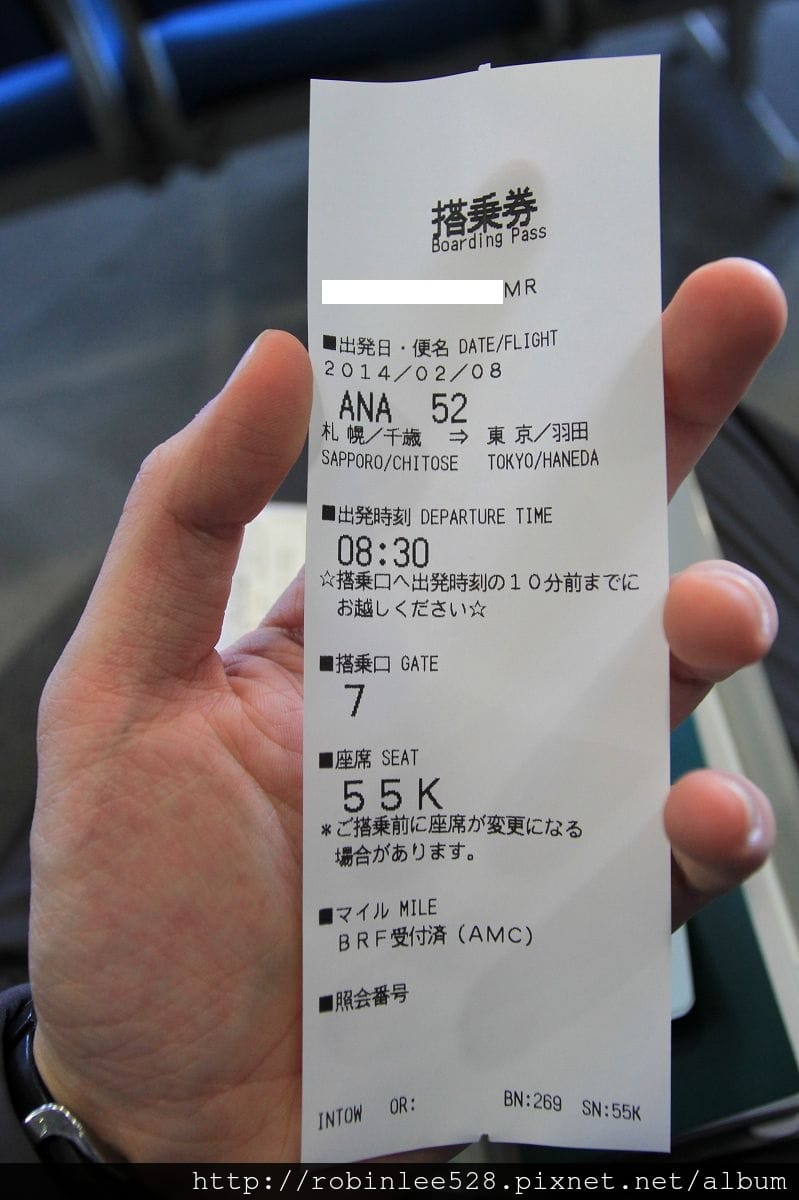 搭乗券
Boarding Pass
MR
■出発日・便名 DATE/FLIGHT
2014/02/08
ANA 52
札 幌/千歳 ⇒ 東 京/羽田
SAPPORO/CHITOSE TOKYO/HANEDA
■出発時刻 DEPARTURE TIME
08:30
☆搭乗口へ出発時刻の10分前までに
お越しください☆
■搭乗口 GATE
7
■座席 SEAT
55K
*ご搭乗前に座席が変更になる
場合があります。
■マイル MILE
BRF受付済(AMC)
■照会番号
INTOW OR: BN:269 SN:55K
http://robinlee528.pixnet.net/album